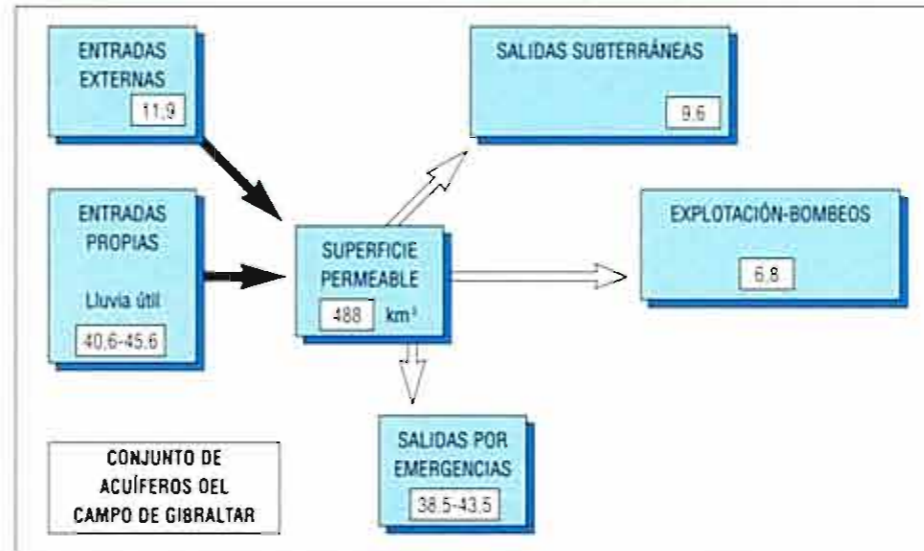 ENTRADAS
EXTERNAS
11,9
SALIDAS SUBTERRÁNEAS
9,6
ENTRADAS
PROPIAS
Lluvia útil
40,6-45,6
SUPERFICIE
PERMEABLE
488 km²
EXPLOTACIÓN-BOMBEOS
6,8
SALIDAS POR
EMERGENCIAS
38,5-43,5
CONJUNTO DE
ACUÍFEROS DEL
CAMPO DE GIBRALTAR